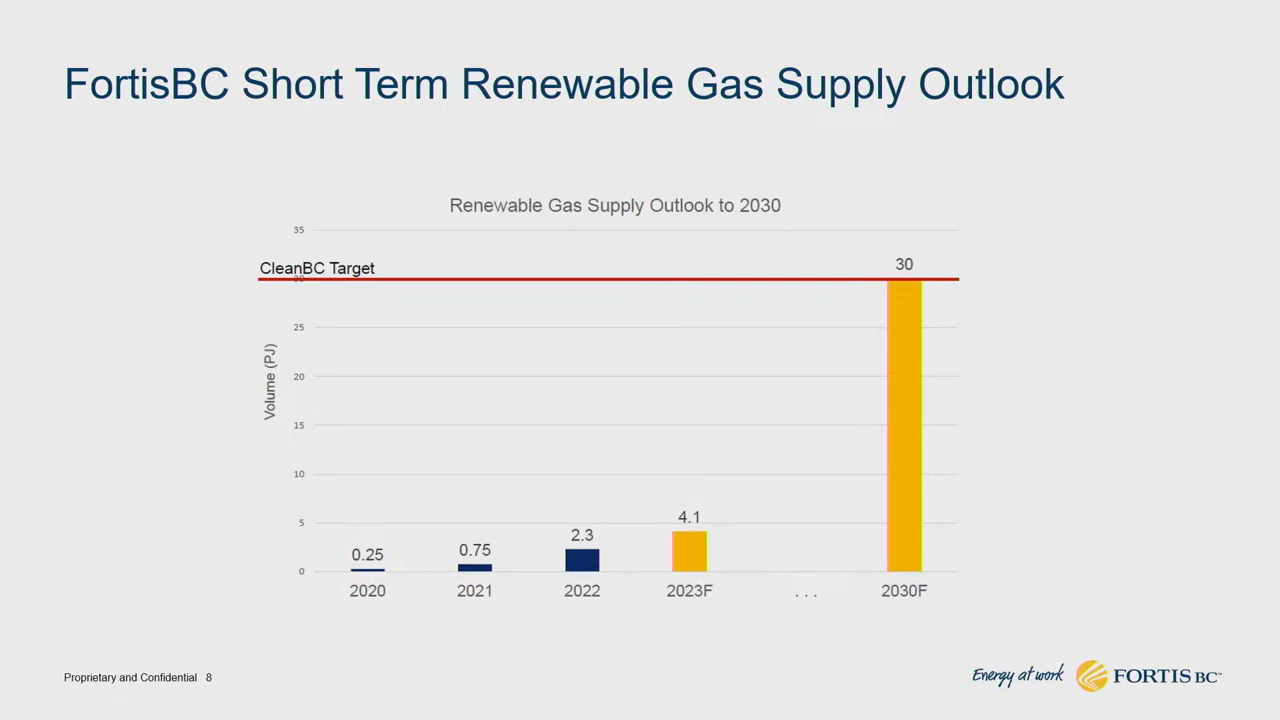 FortisBC Short Term Renewable Gas Supply Outlook
Renewable Gas Supply Outlook to 2030
35
CleanBC Target
30
30
25
20
15
10
5
0
Volume (PJ)
0.25
0.75
2.3
4.1
2020
2021
2022
2023F
. . .
2030F
Proprietary and Confidential 8
Energy at work
FORTIS BC™